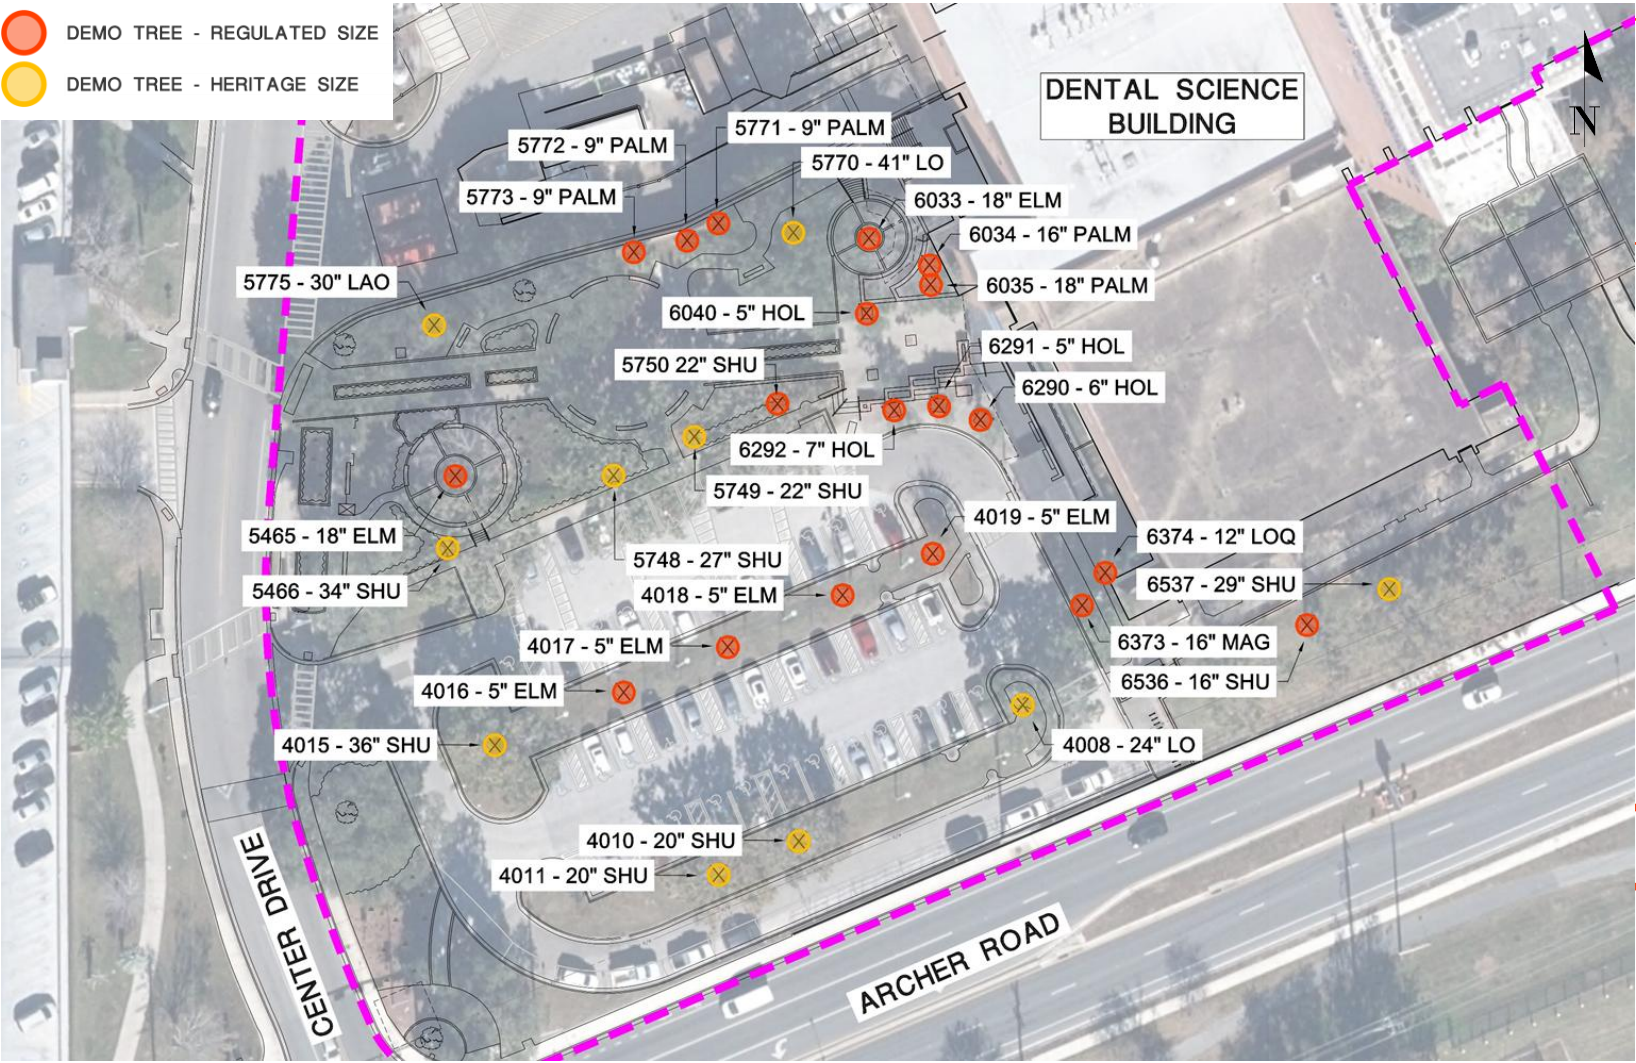 DEMO TREE - REGULATED SIZE
DEMO TREE - HERITAGE SIZE
DENTAL SCIENCE
BUILDING
N
5771 - 9" PALM
5772 - 9" PALM
5770 - 41" LO
5773 - 9" PALM
6033 - 18" ELM
6034 - 16" PALM
5775 - 30" LAO
6035 - 18" PALM
6040 - 5" HOL
6291 - 5" HOL
5750 22" SHU
6290 - 6" HOL
6292 - 7" HOL
5749 - 22" SHU
4019 - 5" ELM
5465 - 18" ELM
6374 - 12" LOQ
5748 - 27" SHU
6537 - 29" SHU
5466 - 34" SHU
4018 - 5" ELM
4017 - 5" ELM
6373 - 16" MAG
6536 - 16" SHU
4016 - 5" ELM
4015 - 36" SHU
4008 - 24" LO
4010 - 20" SHU
4011 - 20" SHU
CENTER DRIVE
ARCHER ROAD